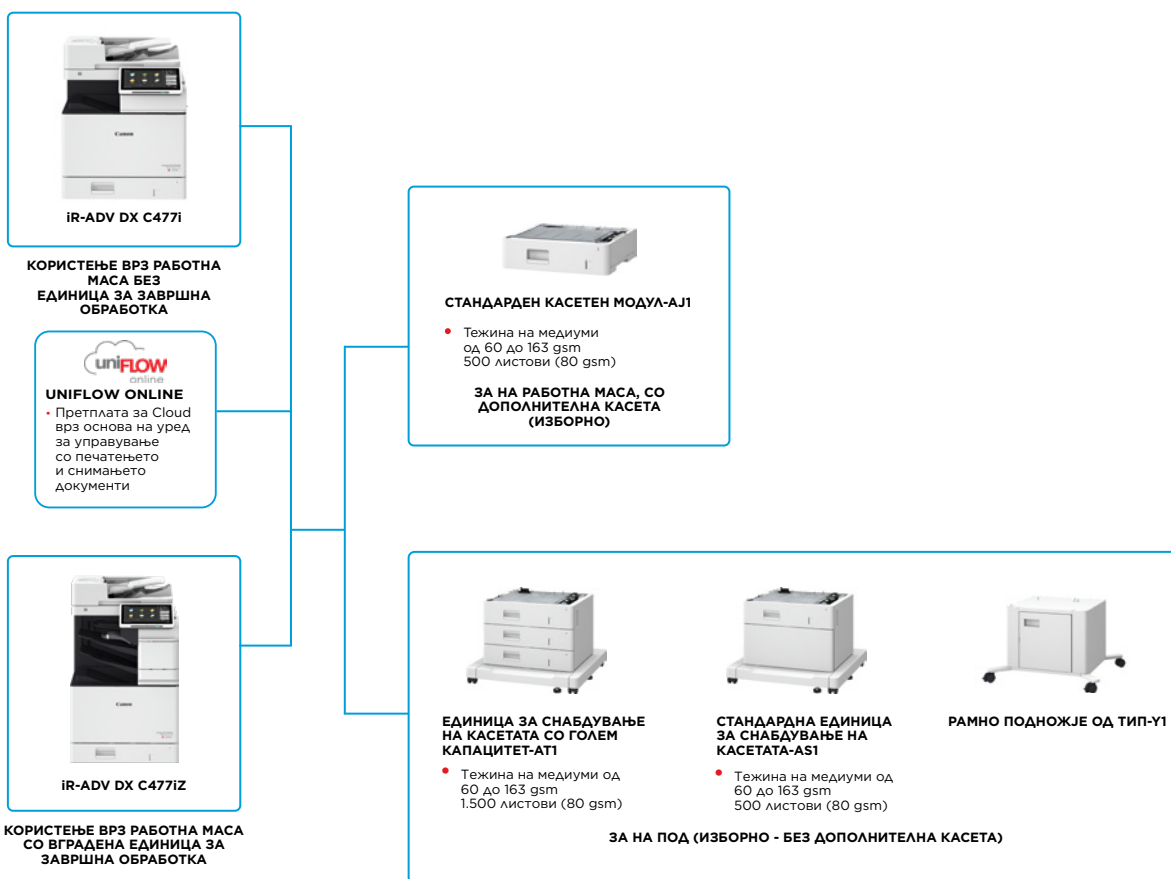 Canon
iR-ADV DX C477i
КОРИСТЕЊЕ ВРЗ РАБОТНА
МАСА БЕЗ
ЕДИНИЦА ЗА ЗАВРШНА
ОБРАБОТКА
uniFLOW
online
UNIFLOW ONLINE
• Претплата за Cloud
врз основа на уред
за управување
со печатењето
и снимањето
документи
Canon
iR-ADV DX C477iZ
КОРИСТЕЊЕ ВРЗ РАБОТНА МАСА
СО ВГРАДЕНА ЕДИНИЦА ЗА
ЗАВРШНА ОБРАБОТКА
СТАНДАРДЕН КАСЕТЕН МОДУЛ-AJ1
• Тежина на медиуми
од 60 до 163 gsm
500 листови (80 gsm)
ЗА НА РАБОТНА МАСА, СО
ДОПОЛНИТЕЛНА КАСЕТА
(ИЗБОРНО)
ЕДИНИЦА ЗА СНАБДУВАЊЕ
НА КАСЕТАТА СО ГОЛЕМ
КАПАЦИТЕТ-AT1
• Тежина на медиуми од
60 до 163 gsm
1.500 листови (80 gsm)
СТАНДАРДНА ЕДИНИЦА
ЗА СНАБДУВАЊЕ НА
КАСЕТАТА-AS1
• Тежина на медиуми од
60 до 163 gsm
500 листови (80 gsm)
РАМНО ПОДНОЖЈЕ ОД ТИП-Y1
ЗА НА ПОД (ИЗБОРНО - БЕЗ ДОПОЛНИТЕЛНА КАСЕТА)